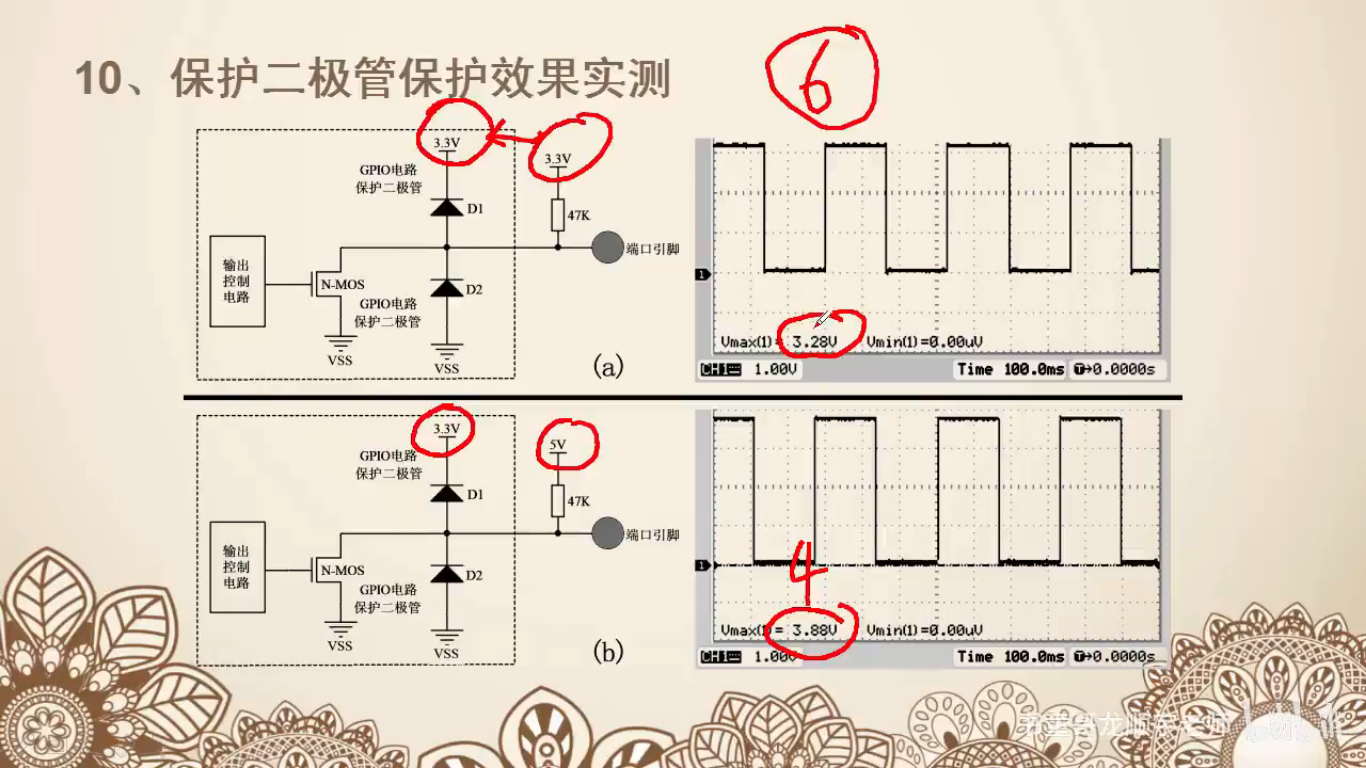 10、保护二极管保护效果实测
6
3.3V
3.3V
GPIO电路
保护二极管
D1
47K
端口引脚
输出
控制
电路
N-MOS
GPIO电路
保护二极管
D2
VSS
VSS
(a)
1
Vmax(1)= 3.28V Vmin(1)=0.00uV
CH1 1.00V Time 100.0ms T→0.0000s
3.3V
5V
GPIO电路
保护二极管
D1
47K
端口引脚
输出
控制
电路
N-MOS
GPIO电路
保护二极管
D2
VSS
VSS
(b)
1
4
Vmax(1)= 3.88V Vmin(1)=0.00uV
CH1 1.00V Time 100.0ms T→0.0000s